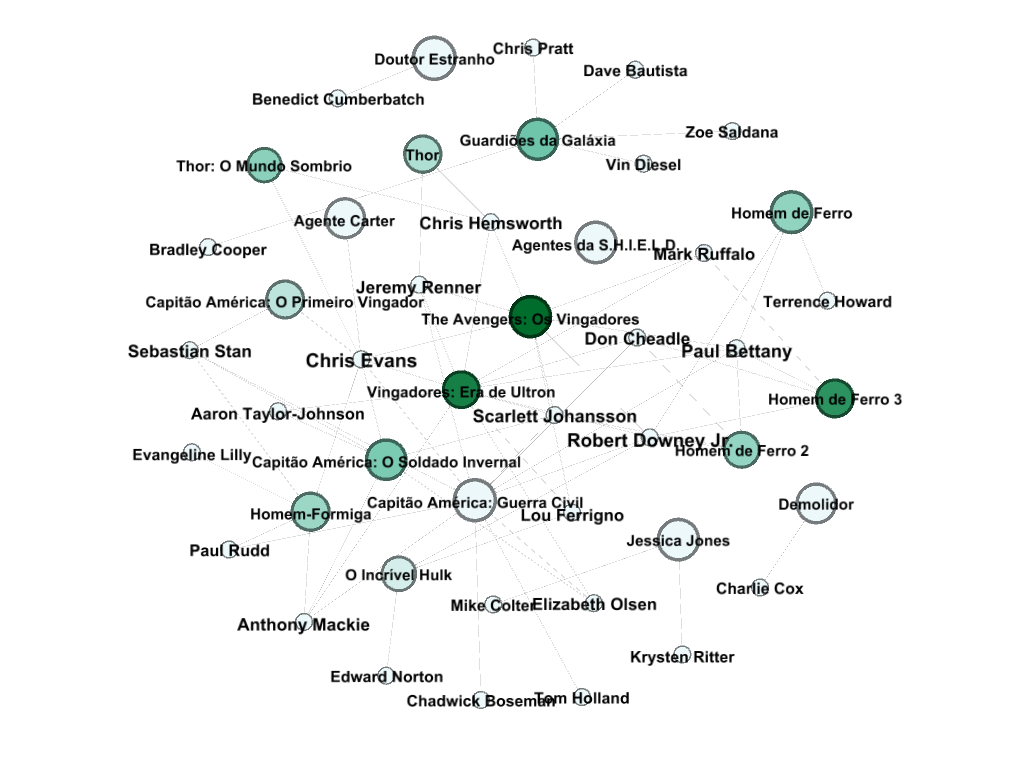 Chris Pratt
Doutor Estranho
Dave Bautista
Benedict Cumberbatch
Zoe Saldana
Guardiões da Galáxia
Thor
Vin Diesel
Thor: O Mundo Sombrio
Homem de Ferro
Agente Carter
Chris Hemsworth
Agentes da S.H.I.E.L.D
Bradley Cooper
Mark Ruffalo
Jeremy Renner
Capitão América: O Primeiro Vingador
Terrence Howard
The Avengers: Os Vingadores
Don Cheadle
Sebastian Stan
Paul Bettany
Chris Evans
Vingadores: Era de Ultron
Homem de Ferro 3
Aaron Taylor-Johnson
Scarlett Johansson
Robert Downey Jr.
Homem de Ferro 2
Evangeline Lilly
Capitão América: O Soldado Invernal
Capitão América: Guerra Civil
Demolidor
Homem-Formiga
Lou Ferrigno
Jessica Jones
Paul Rudd
O Incrível Hulk
Charlie Cox
Mike Colter
Elizabeth Olsen
Anthony Mackie
Krysten Ritter
Edward Norton
Chadwick Boseman
Tom Holland